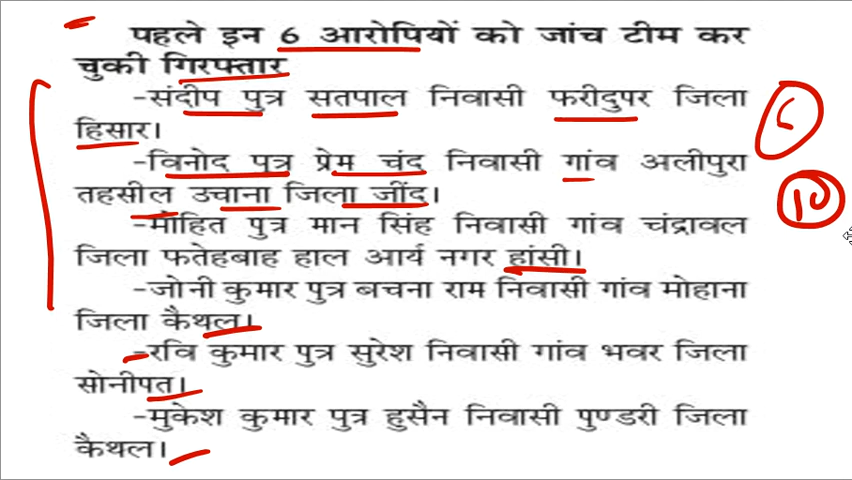 पहले इन 6 आरोपियों को जांच टीम कर
चुकी गिरफ्तार
-संदीप पुत्र सतपाल निवासी फरीदुपर जिला
हिसार।
-विनोद पुत्र प्रेम चंद निवासी गांव अलीपुरा
तहसील उचाना जिला जींद।
-मोहित पुत्र मान सिंह निवासी गांव चंद्रावल
जिला फतेहबाह हाल आर्य नगर हांसी।
-जोनी कुमार पुत्र बचना राम निवासी गांव मोहाना
जिला कैथल।
-रवि कुमार पुत्र सुरेश निवासी गांव भवर जिला
सोनीपत।
-मुकेश कुमार पुत्र हुसैन निवासी पुण्डरी जिला
कैथल।
10